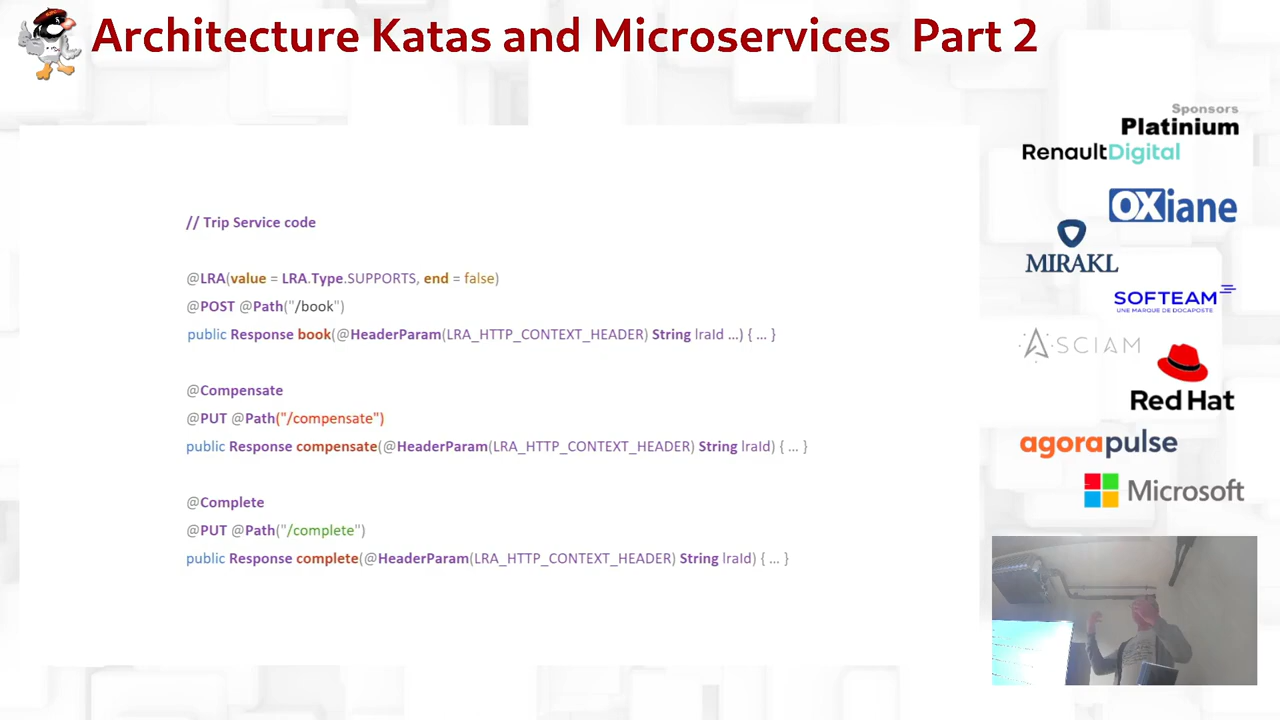 Architecture Katas and Microservices Part 2
// Trip Service code
@LRA(value = LRA.Type.SUPPORTS, end = false)
@POST @Path("/book")
public Response book(@HeaderParam(LRA_HTTP_CONTEXT_HEADER) String lraId ...) { ... }
@Compensate
@PUT @Path("/compensate")
public Response compensate(@HeaderParam(LRA_HTTP_CONTEXT_HEADER) String lraId) { ... }
@Complete
@PUT @Path("/complete")
public Response complete(@HeaderParam(LRA_HTTP_CONTEXT_HEADER) String lraId) { ... }
Sponsors
Platinium
RenaultDigital
OXiane
MIRAKL
SOFTEAM
UNE MARQUE DE DOCAPOSTE
ASCIAM
Red Hat
agorapulse
Microsoft